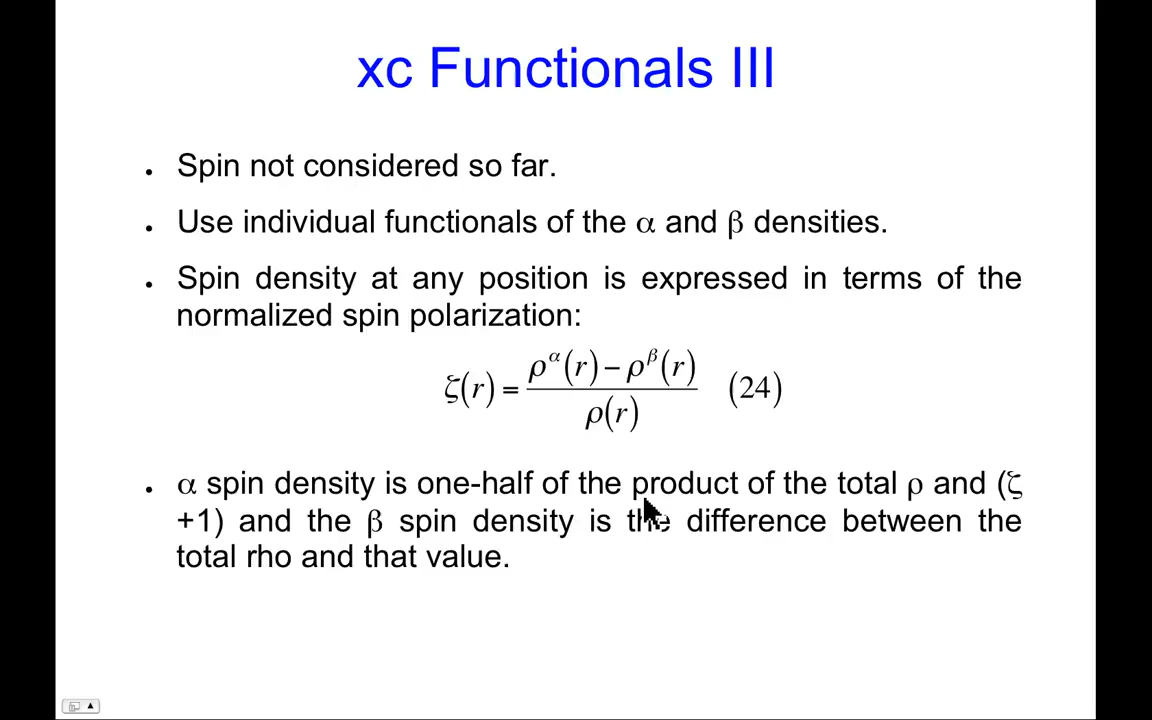 xc Functionals III
• Spin not considered so far.
• Use individual functionals of the α and β densities.
• Spin density at any position is expressed in terms of the
normalized spin polarization:
ζ(r) = (ρ^α(r) − ρ^β(r)) / ρ(r) (24)
• α spin density is one-half of the product of the total ρ and (ζ
+1) and the β spin density is the difference between the
total rho and that value.